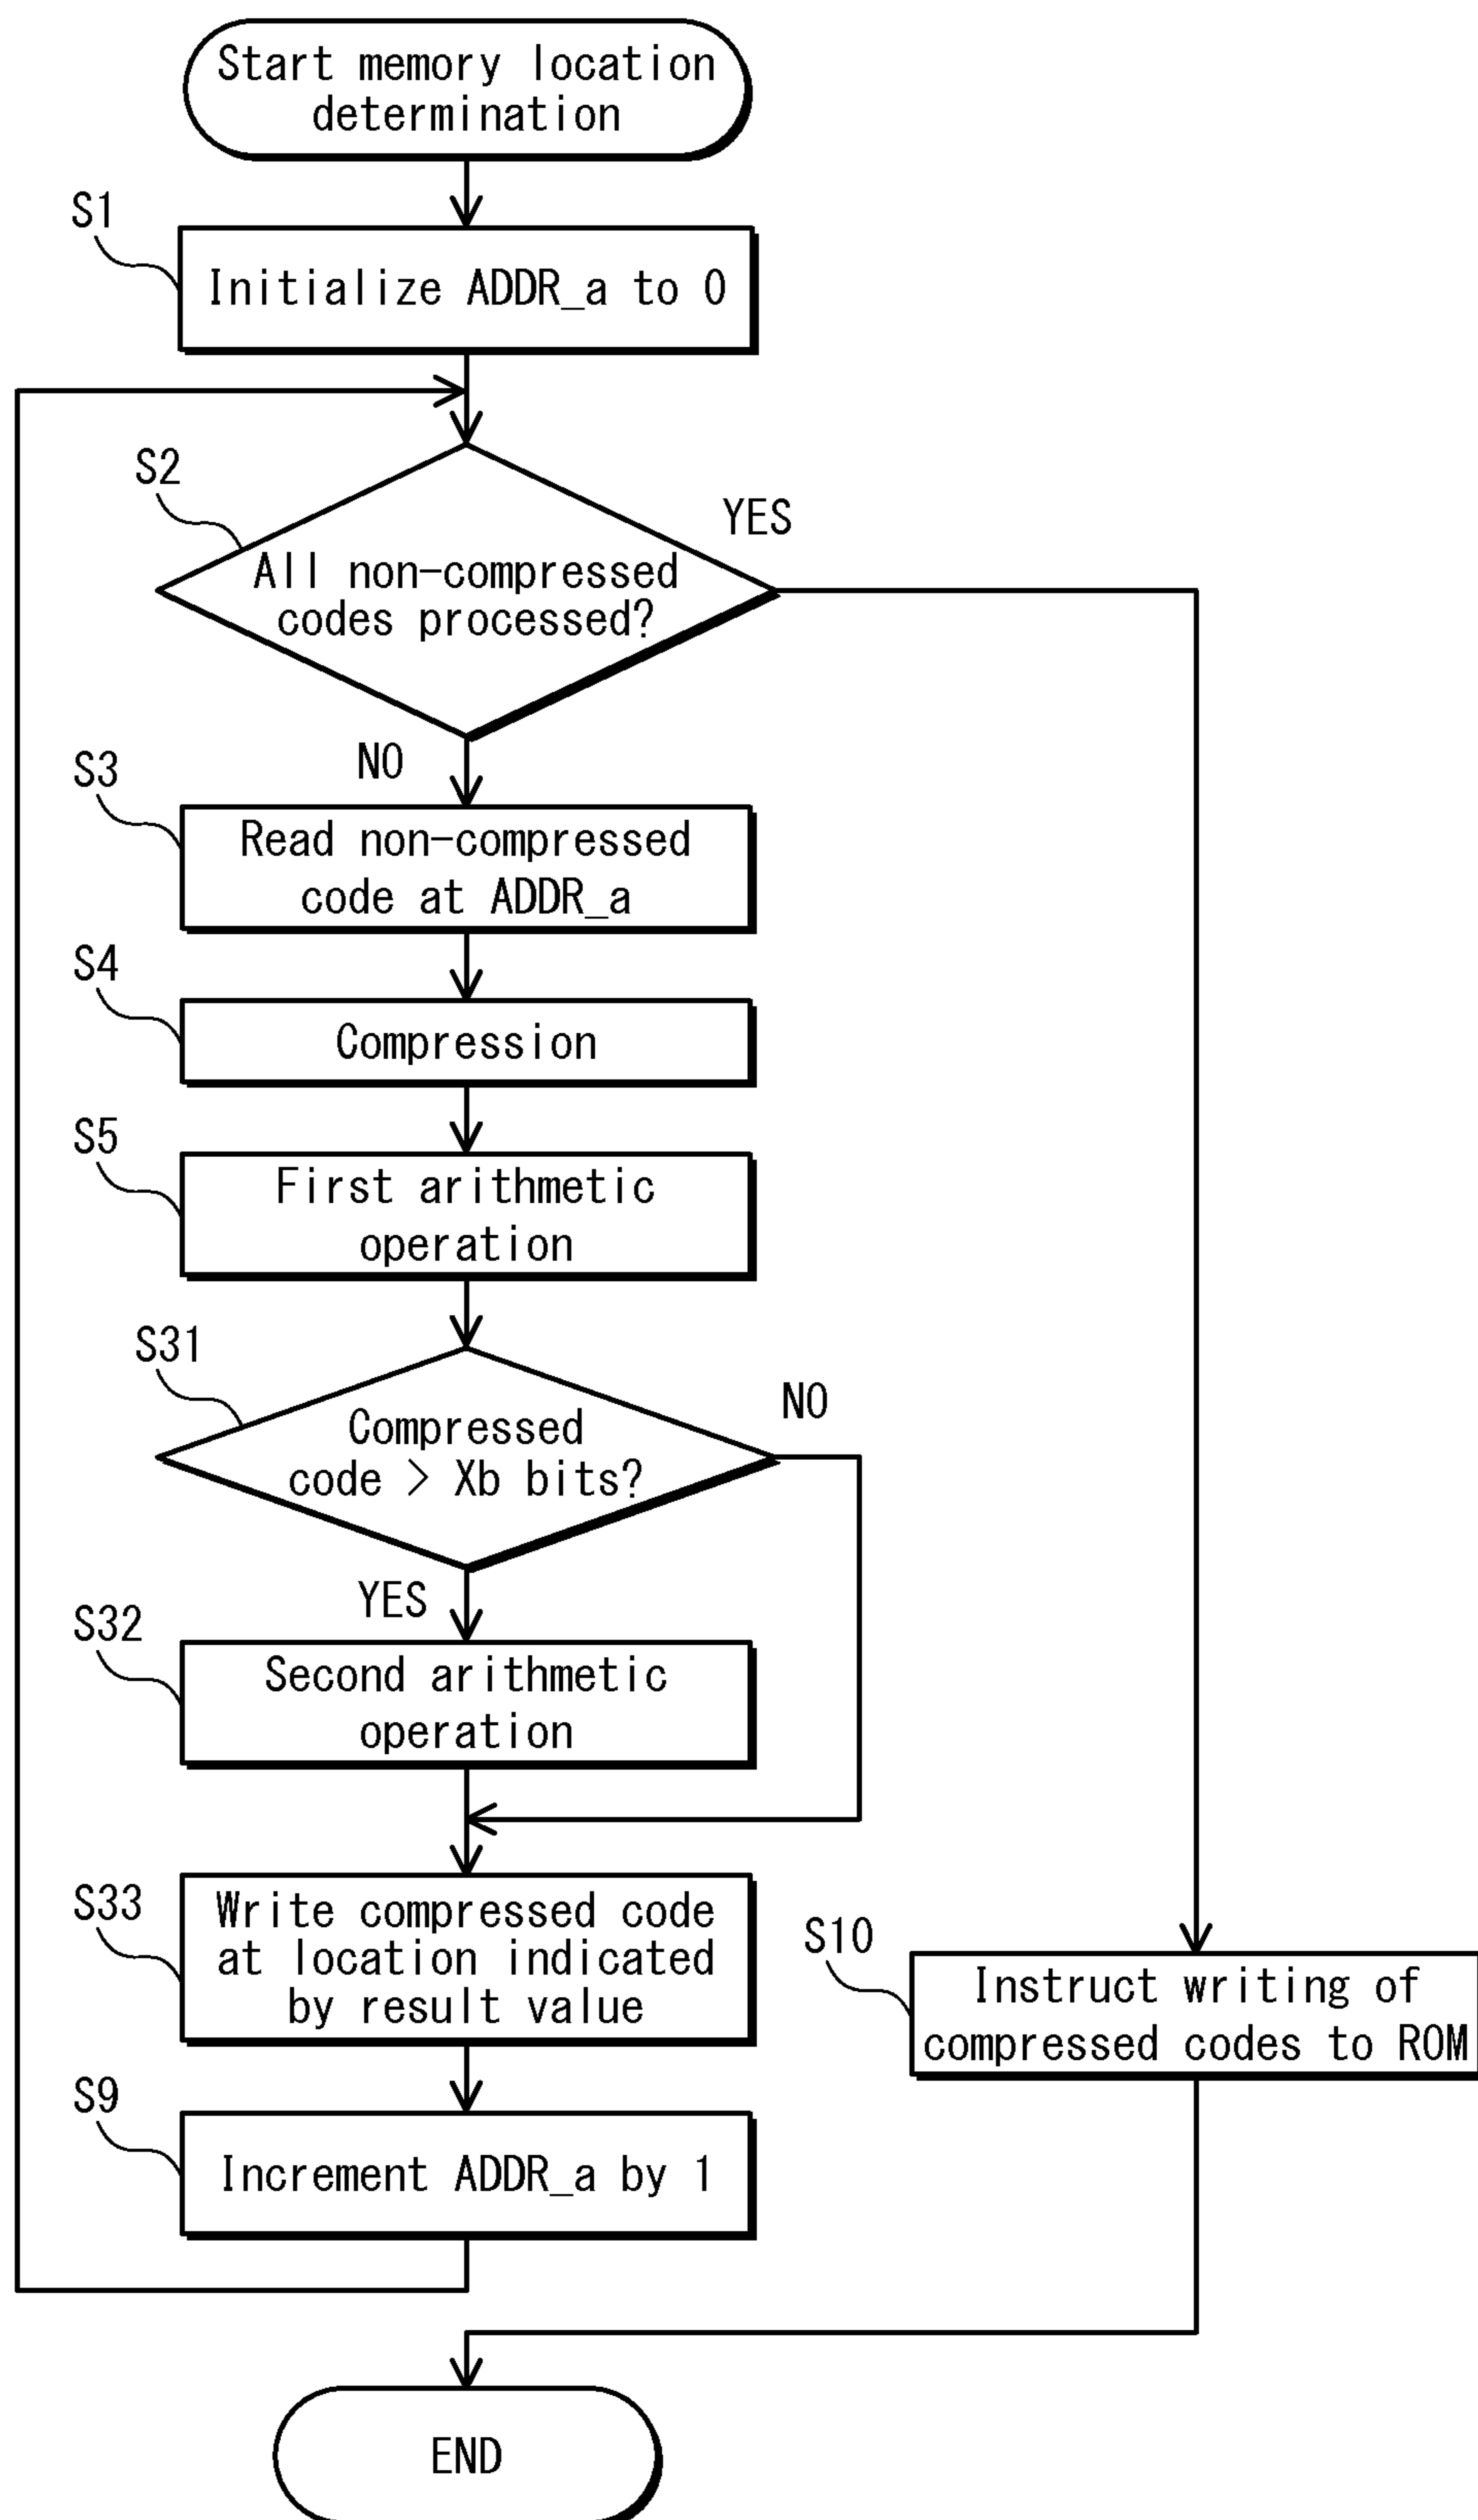 Start memory location
determination
S1
Initialize ADDR_a to 0
S2
YES
All non-compressed
codes processed?
NO
S3
Read non-compressed
code at ADDR_a
S4
Compression
S5
First arithmetic
operation
S31
NO
Compressed
code > Xb bits?
YES
S32
Second arithmetic
operation
S33
Write compressed code
at location indicated
by result value
S10
Instruct writing of
compressed codes to ROM
S9
Increment ADDR_a by 1
END